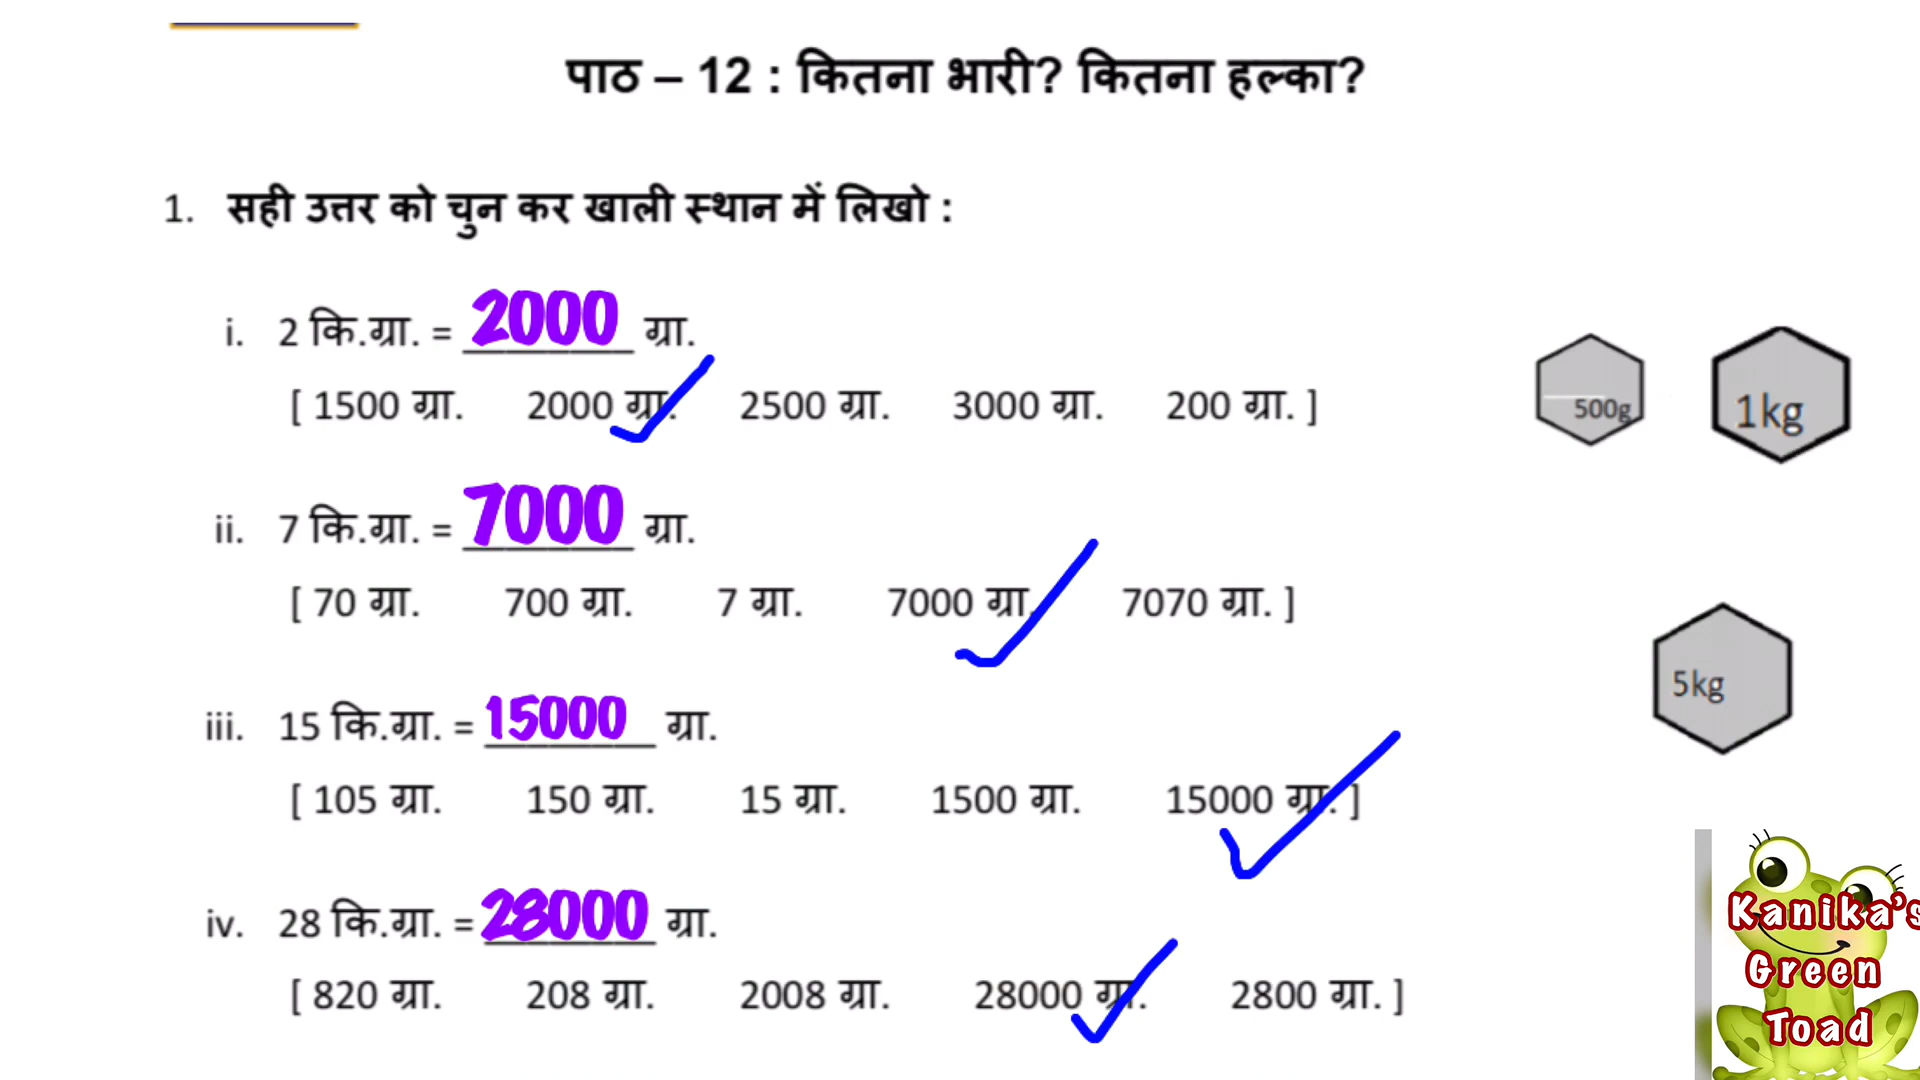 पाठ – 12 : कितना भारी? कितना हल्का?
1. सही उत्तर को चुन कर खाली स्थान में लिखो :
i. 2 कि.ग्रा. = 2000 ग्रा.
[ 1500 ग्रा. 2000 ग्रा. 2500 ग्रा. 3000 ग्रा. 200 ग्रा. ]
500g 1kg
ii. 7 कि.ग्रा. = 7000 ग्रा.
[ 70 ग्रा. 700 ग्रा. 7 ग्रा. 7000 ग्रा. 7070 ग्रा. ]
5kg
iii. 15 कि.ग्रा. = 15000 ग्रा.
[ 105 ग्रा. 150 ग्रा. 15 ग्रा. 1500 ग्रा. 15000 ग्रा. ]
iv. 28 कि.ग्रा. = 28000 ग्रा.
[ 820 ग्रा. 208 ग्रा. 2008 ग्रा. 28000 ग्रा. 2800 ग्रा. ]
Kanika's
Green
Toad